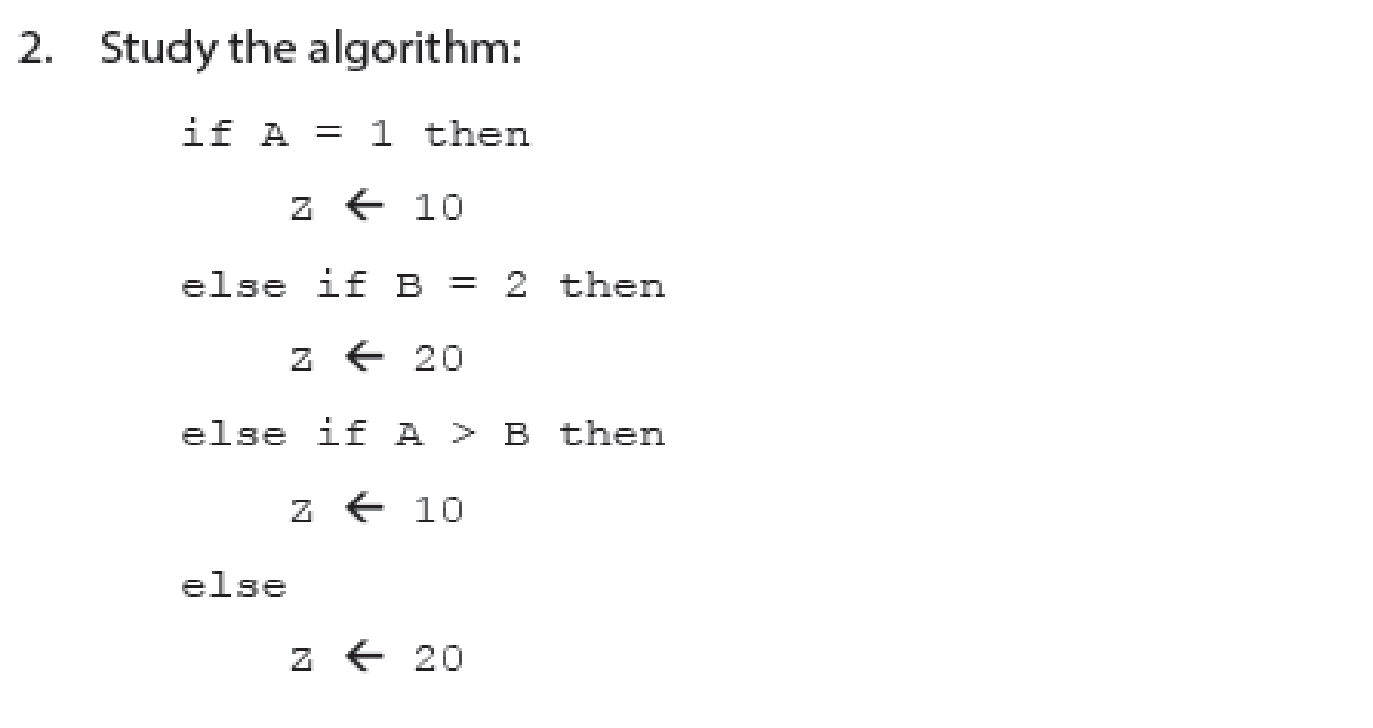 2. Study the algorithm:
if A = 1 then
z ← 10
else if B = 2 then
z ← 20
else if A > B then
z ← 10
else
z ← 20